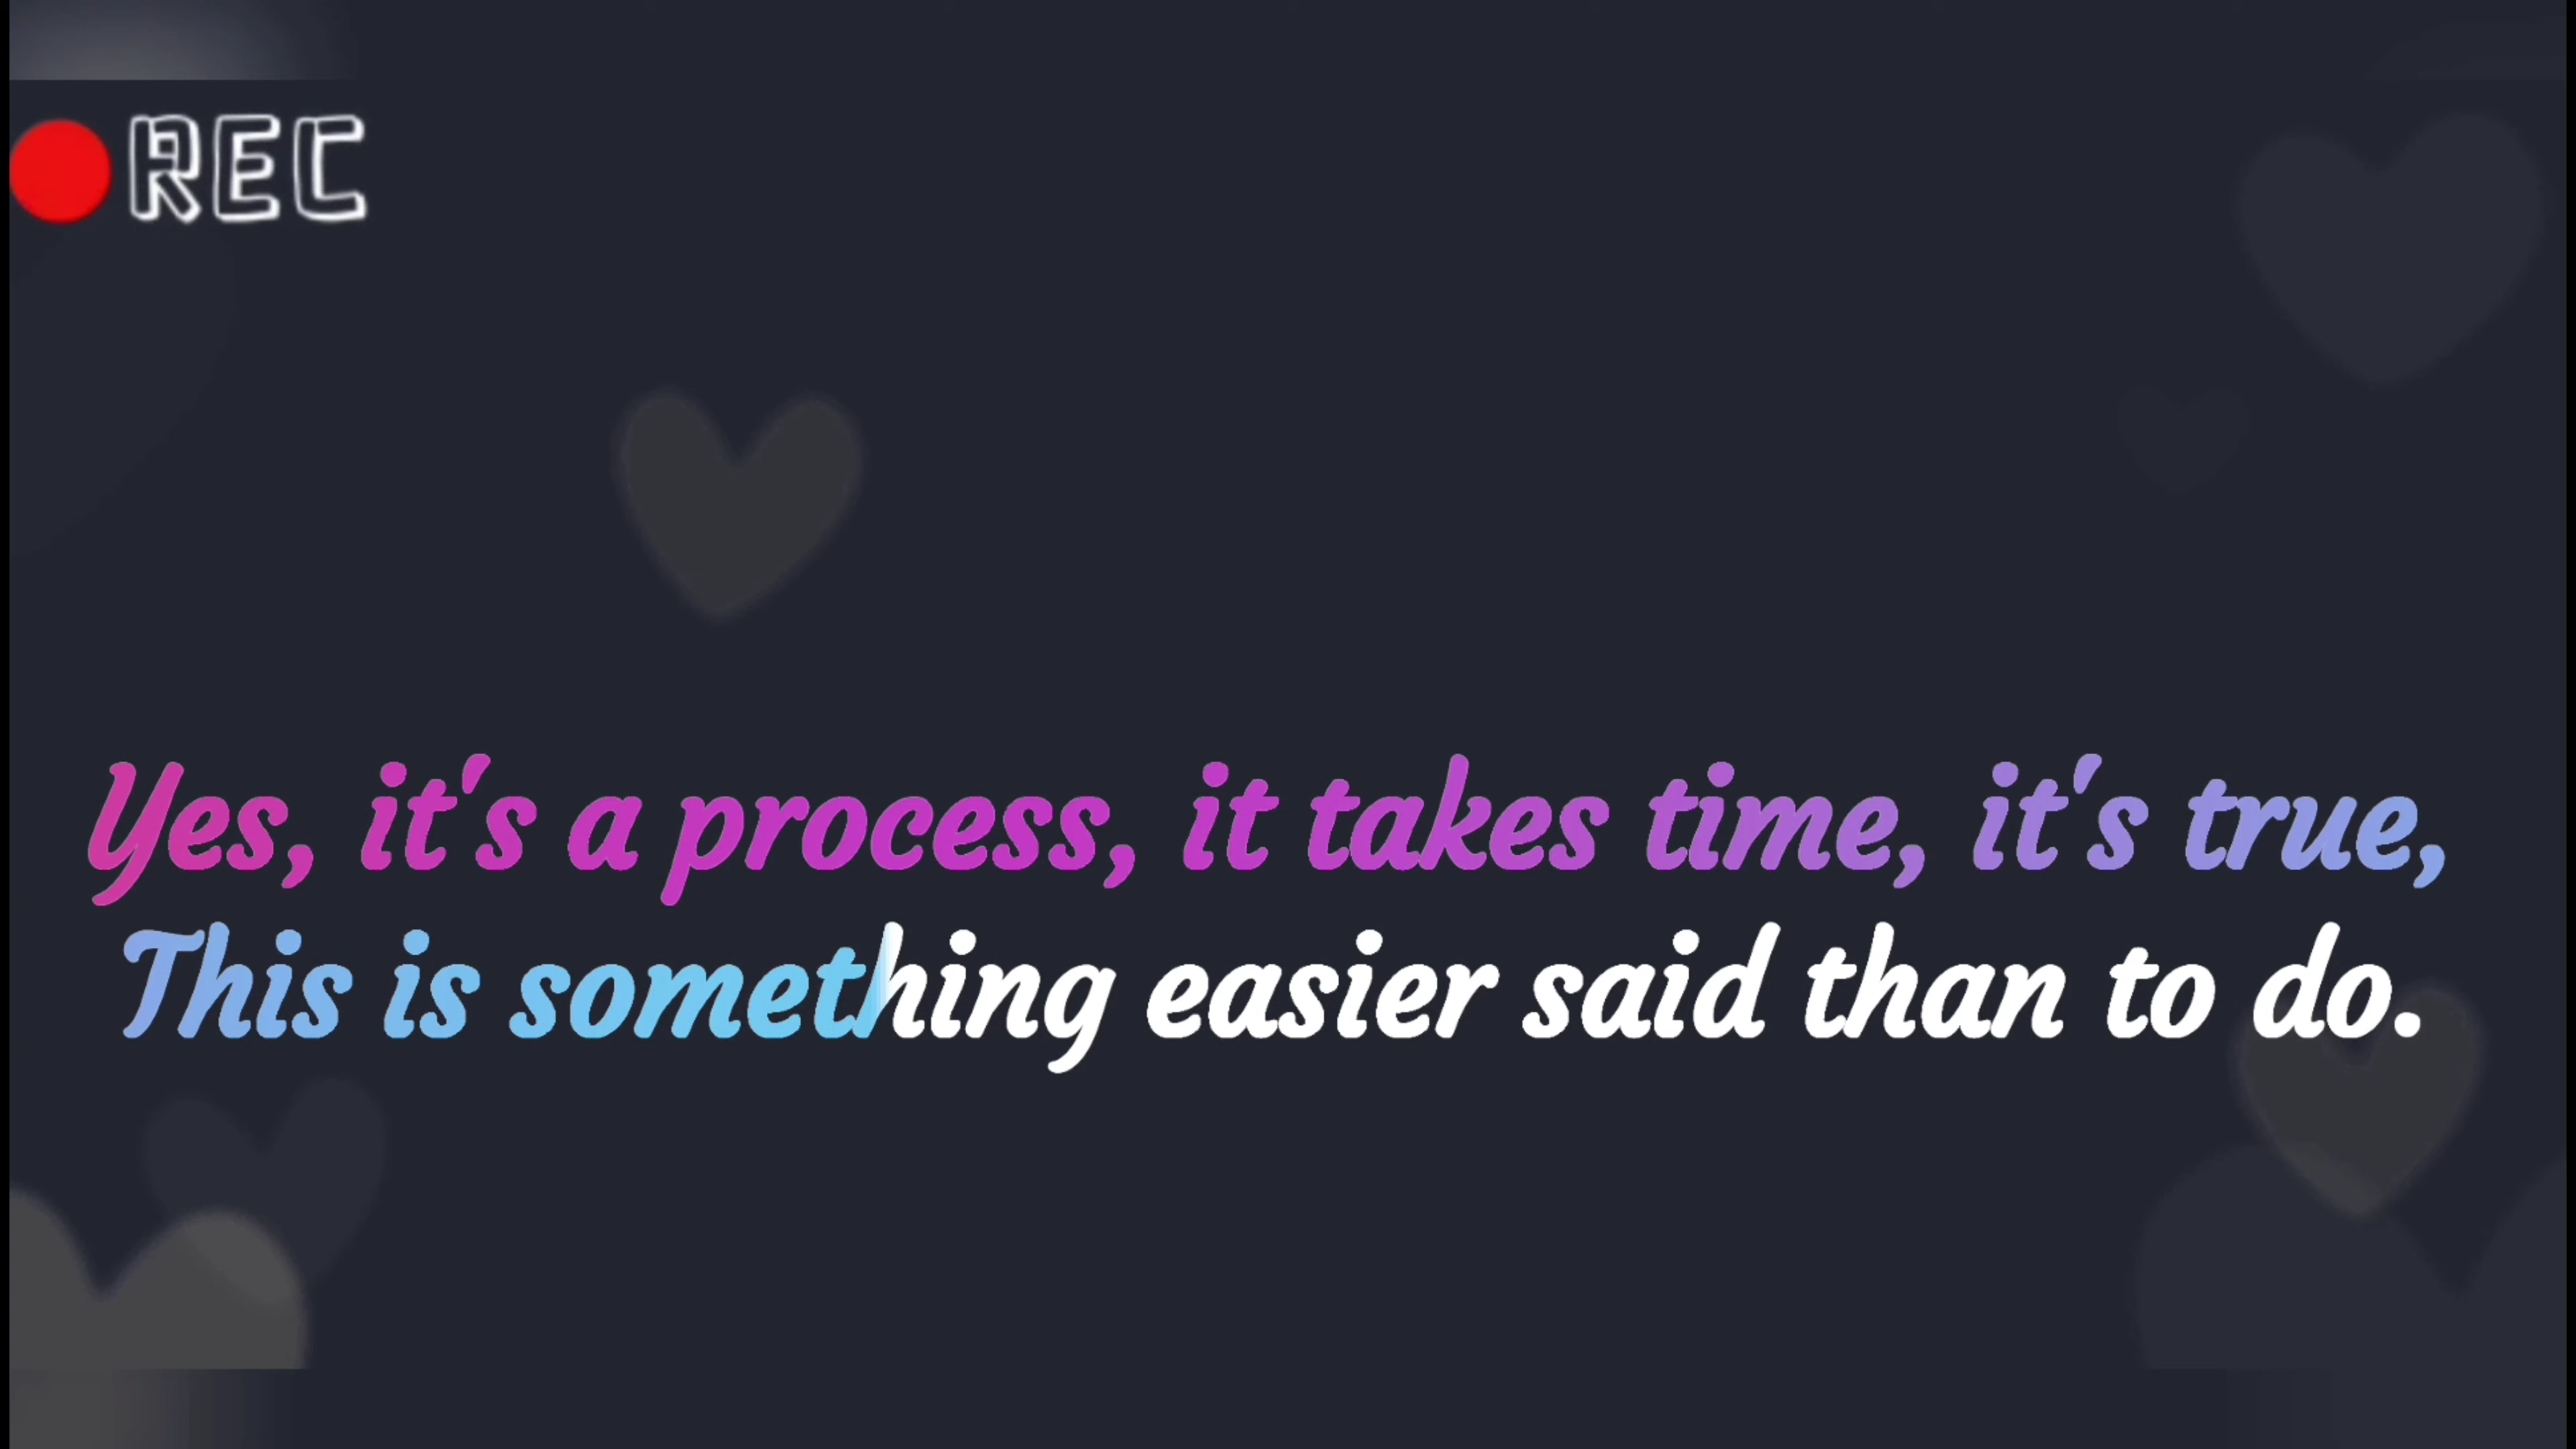 REC
Yes, it's a process, it takes time, it's true,
This is something easier said than to do.